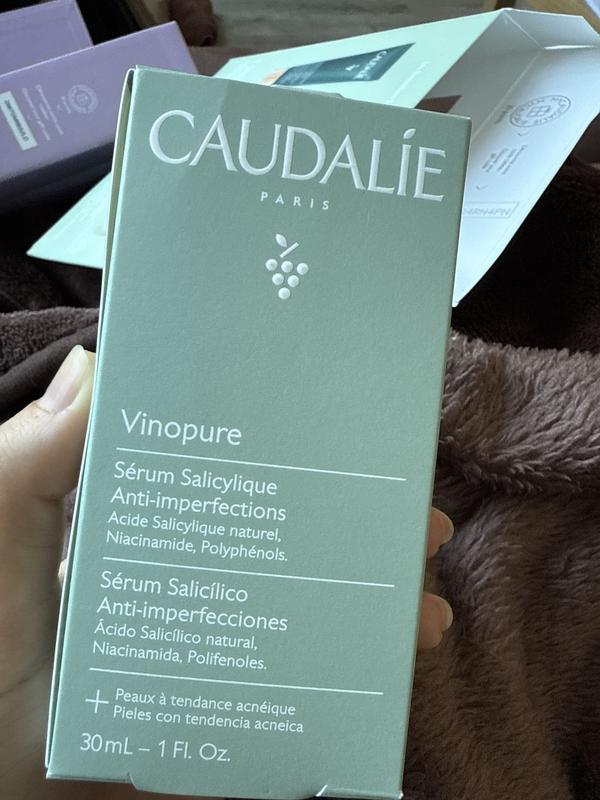 CAUDALÍE
PARIS
Vinopure
Sérum Salicylique
Anti-imperfections
Acide Salicylique naturel,
Niacinamide, Polyphénols.
Sérum Salicílico
Anti-imperfecciones
Ácido Salicílico natural,
Niacinamida, Polifenoles.
+ Peaux à tendance acnéique
Pieles con tendencia acneica
30mL – 1 Fl. Oz.